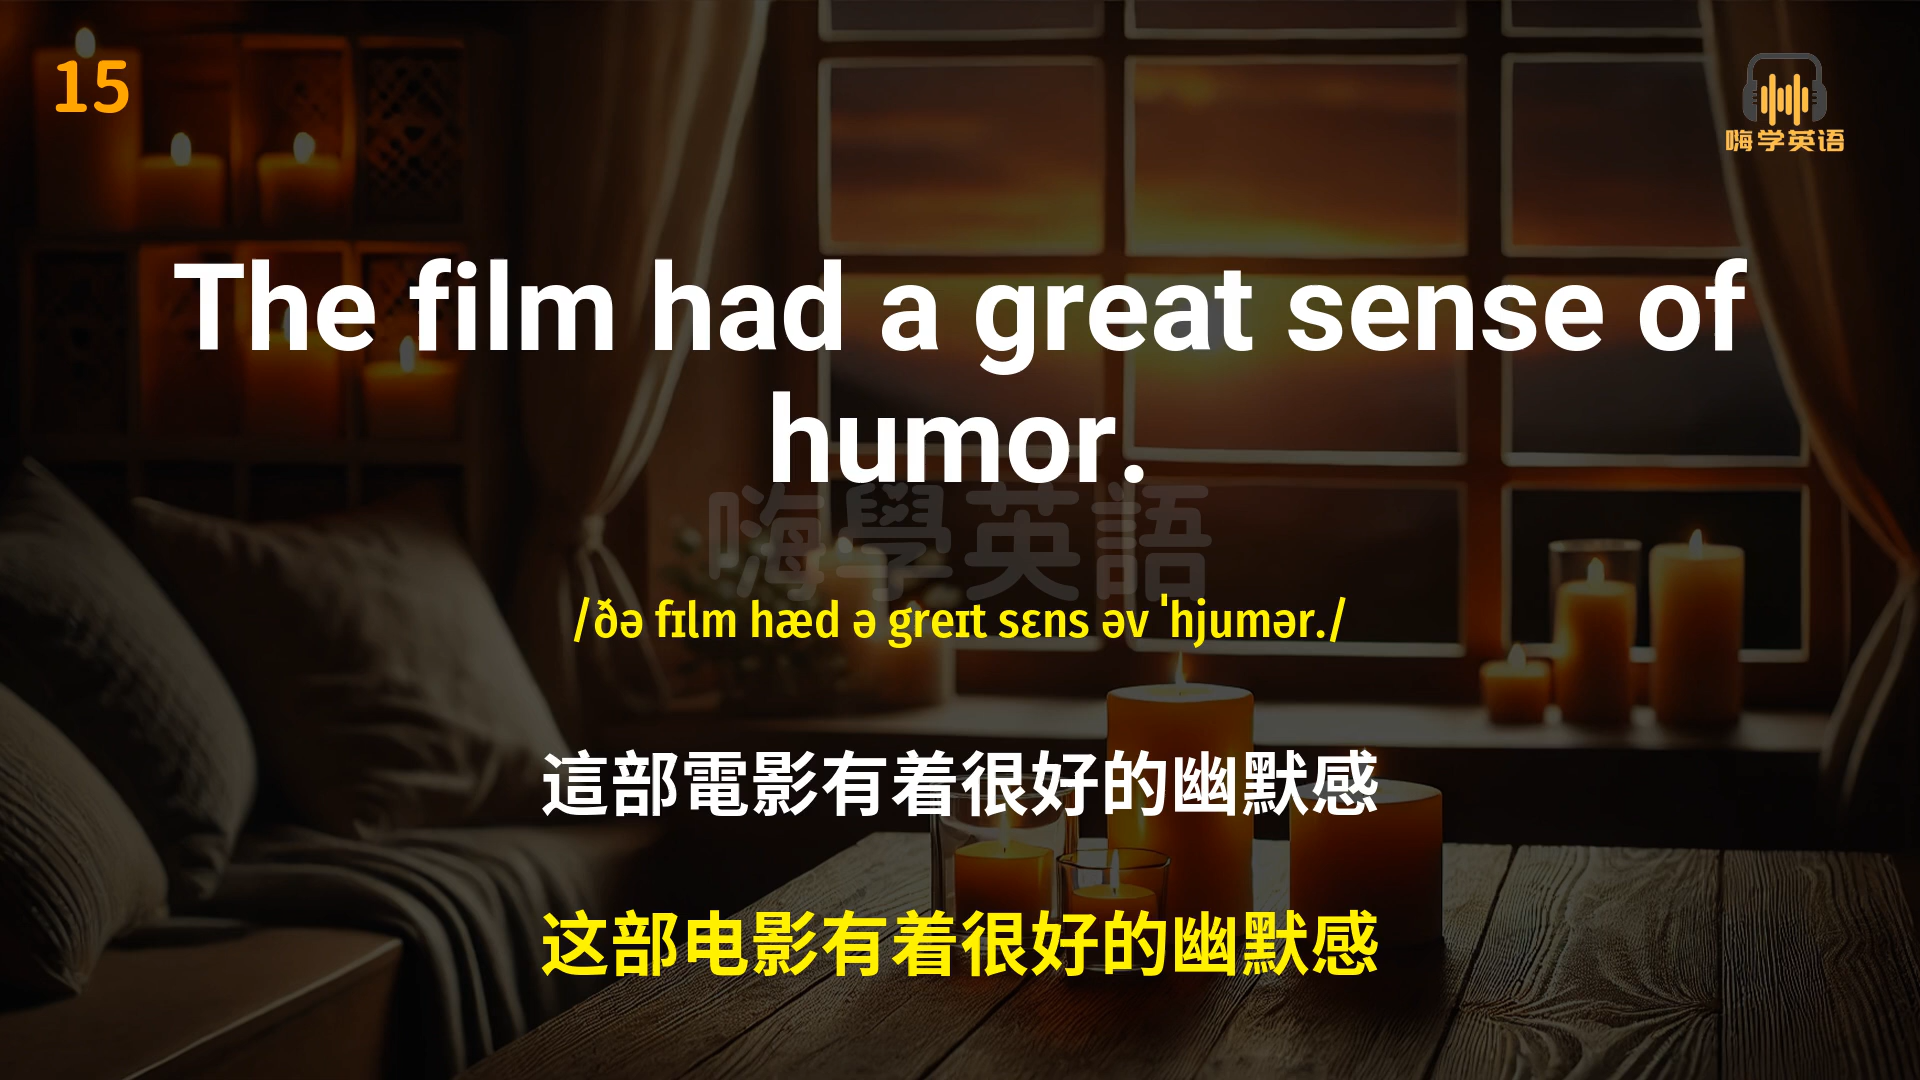 15
嗨学英语
The film had a great sense of
humor.
嗨學英語
/ðə fɪlm hæd ə ɡreɪt sɛns əv ˈhjumər./
這部電影有着很好的幽默感
这部电影有着很好的幽默感